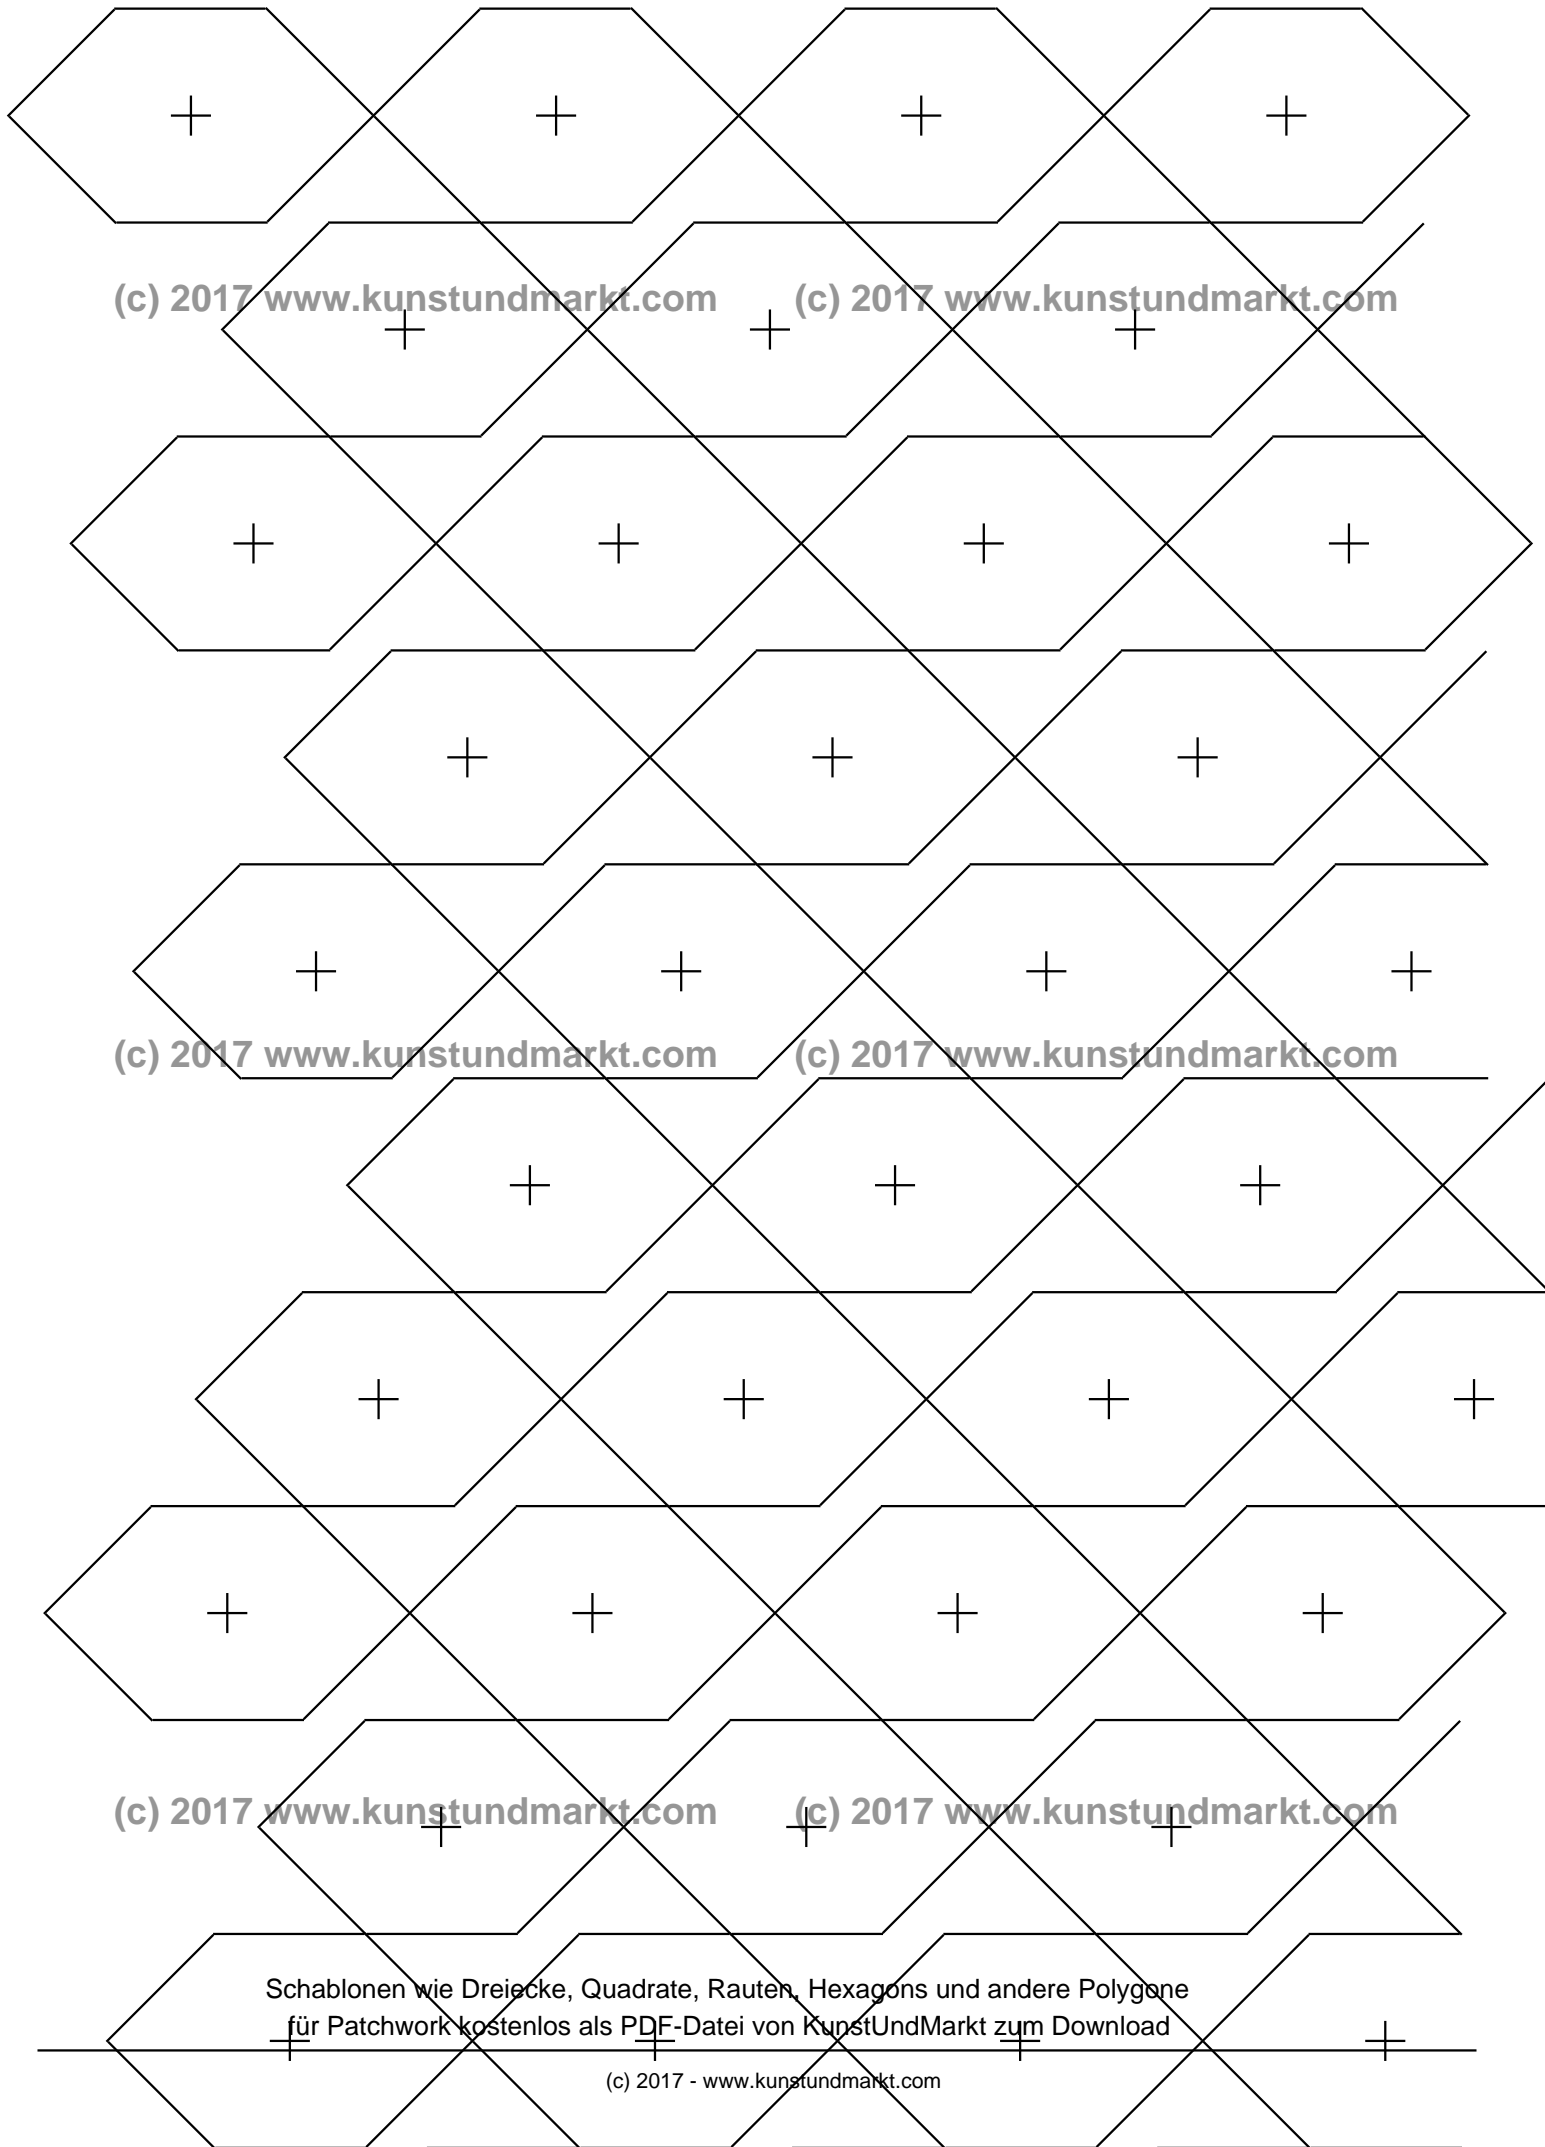 (c) 2017 www.kunstundmarkt.com (c) 2017 www.kunstundmarkt.com
(c) 2017 www.kunstundmarkt.com (c) 2017 www.kunstundmarkt.com
(c) 2017 www.kunstundmarkt.com (c) 2017 www.kunstundmarkt.com
Schablonen wie Dreiecke, Quadrate, Rauten, Hexagons und andere Polygone
für Patchwork kostenlos als PDF-Datei von KunstUndMarkt zum Download
(c) 2017 - www.kunstundmarkt.com